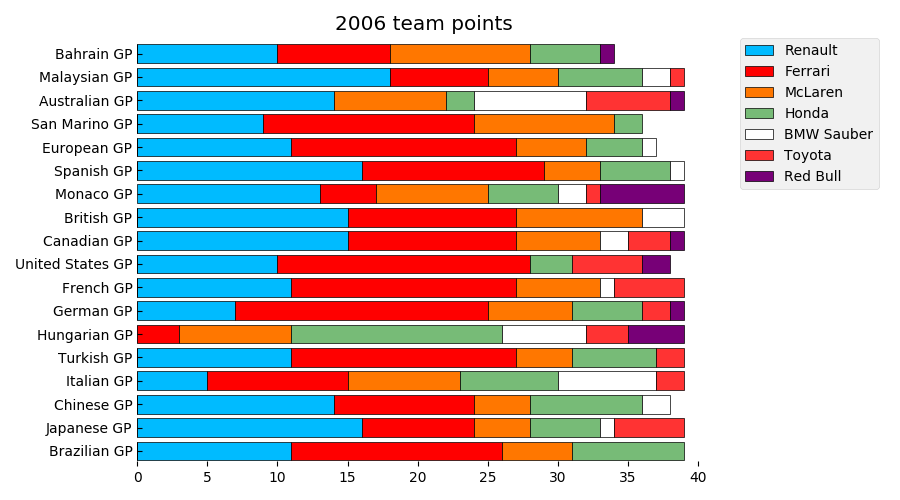 2006 team points
Bahrain GP
Malaysian GP
Australian GP
San Marino GP
European GP
Spanish GP
Monaco GP
British GP
Canadian GP
United States GP
French GP
German GP
Hungarian GP
Turkish GP
Italian GP
Chinese GP
Japanese GP
Brazilian GP
0 5 10 15 20 25 30 35 40
Renault
Ferrari
McLaren
Honda
BMW Sauber
Toyota
Red Bull